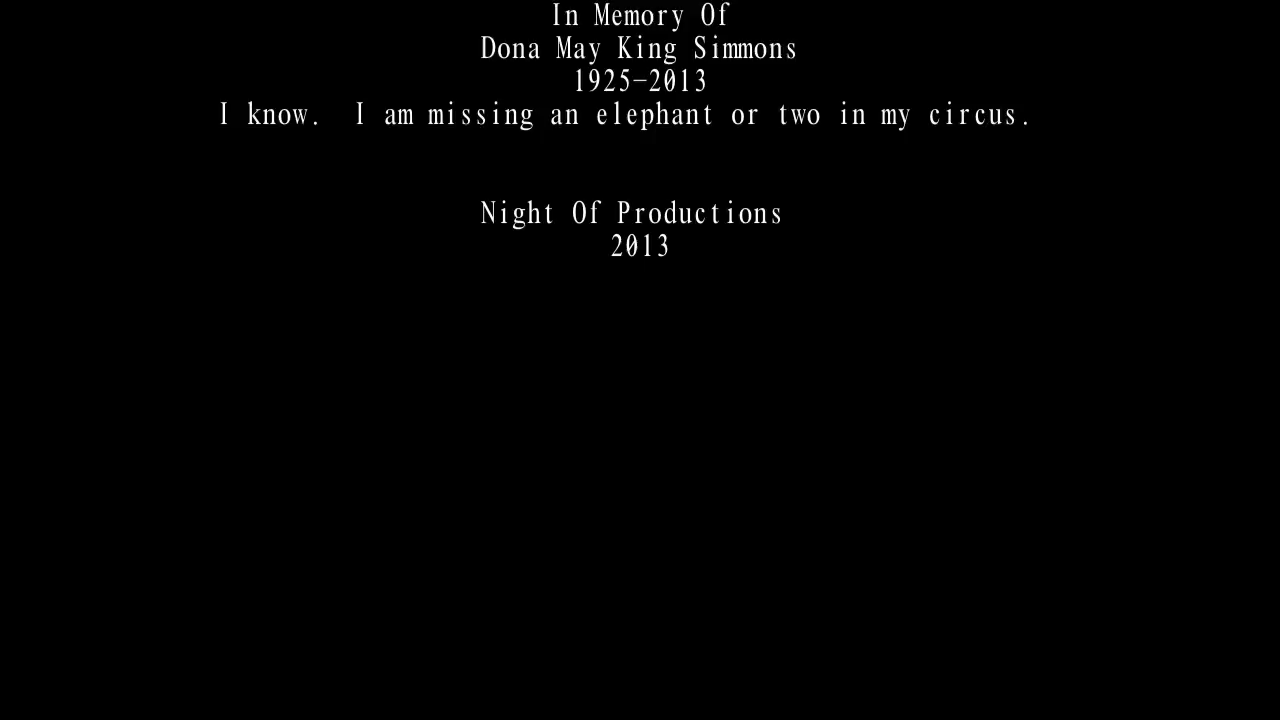 In Memory Of
Dona May King Simmons
1925-2013
I know.  I am missing an elephant or two in my circus.
Night Of Productions
2013